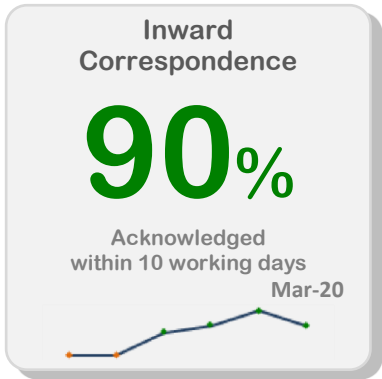 Inward
Correspondence
90%
Acknowledged
within 10 working days
Mar-20